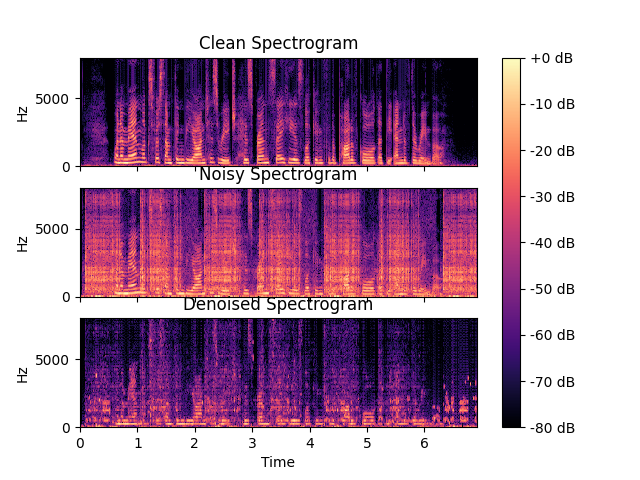 Clean Spectrogram
Hz
5000
0
Noisy Spectrogram
Hz
5000
0
Denoised Spectrogram
Hz
5000
0
0 1 2 3 4 5 6
Time
+0 dB
-10 dB
-20 dB
-30 dB
-40 dB
-50 dB
-60 dB
-70 dB
-80 dB